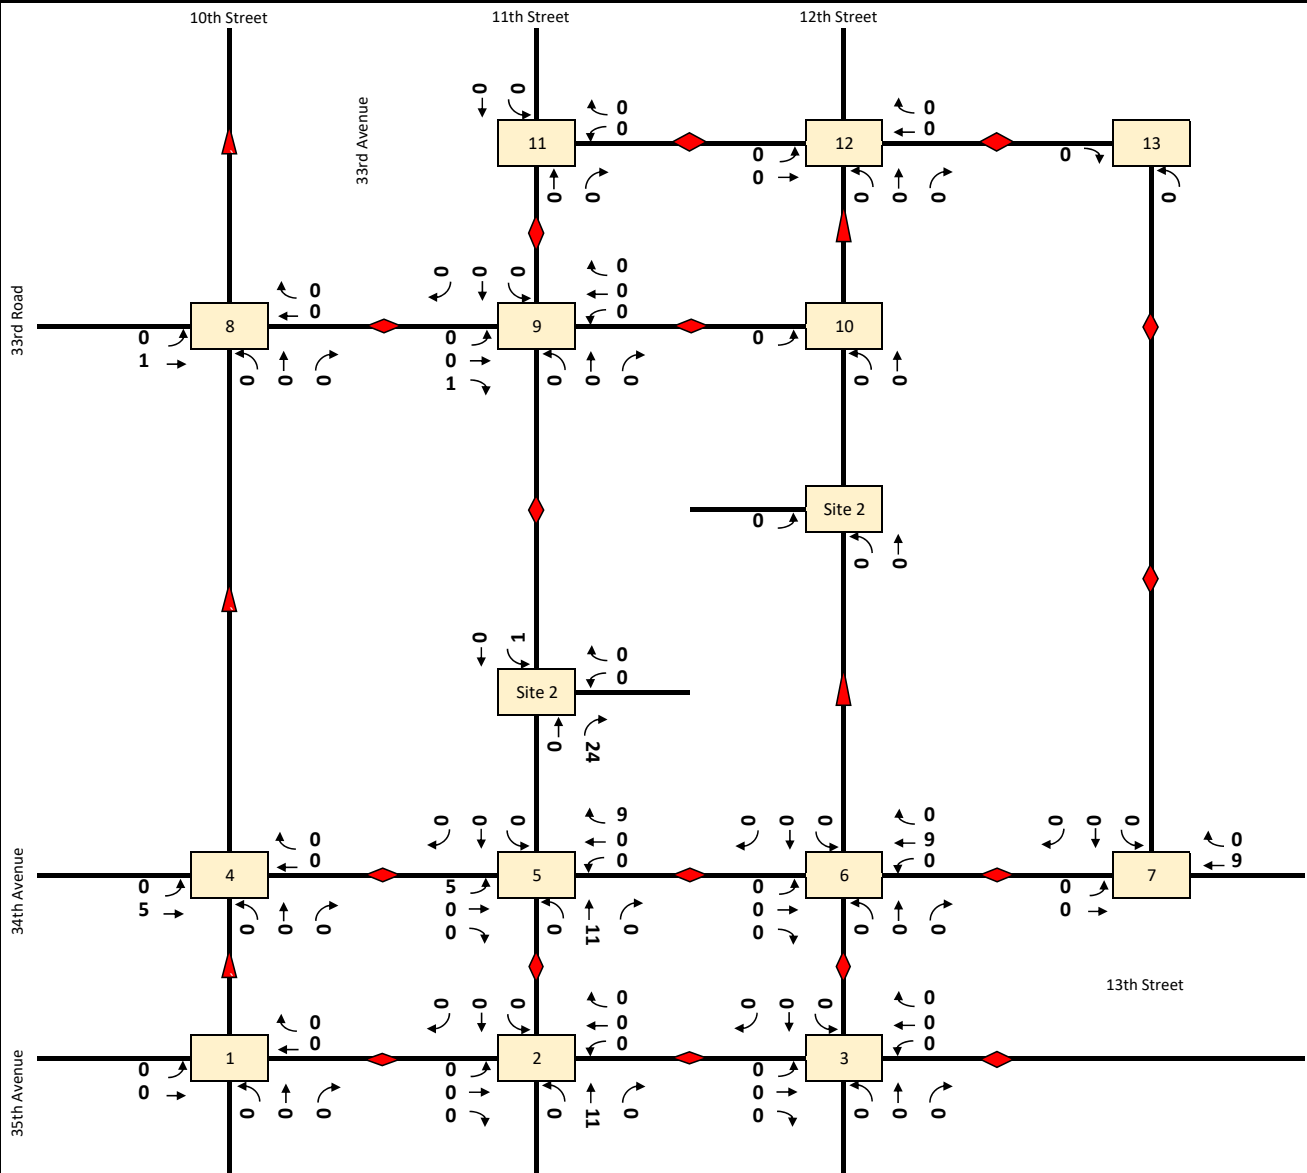 10th Street 11th Street 12th Street
33rd Avenue
0 0 0 0
0 0
11 12 13
0 0
0
0 0 0 0 0 0
0 0 0 0
0 0
0 0
33rd Road
8 9 10
0 0 0
1 0
1
0 0 0 0 0 0 0 0
Site 2
0
0 0
0 1 0
0
Site 2
0 24
34th Avenue
0 0 0 9 0 0 0 0 0 0 0 0
0 0 9 9
0 0 0
4 5 6 7
0 5 0 0
5 0 0 0
0 0
0 0 0 0 11 0 0 0 0
13th Street
35th Avenue
0 0 0 0 0 0 0 0
0 0 0
0 0 0
1 2 3
0 0 0
0 0 0
0 0
0 0 0 0 11 0 0 0 0